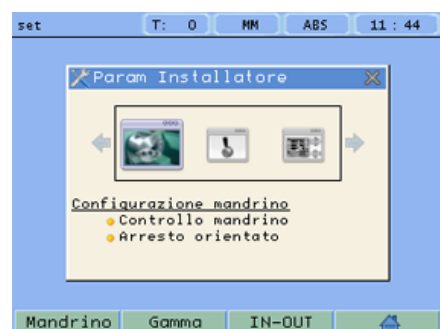 set T: 0 MM ABS 11 : 44
Param Installatore
Configurazione mandrino
Controllo mandrino
Arresto orientato
Mandrino Gamma IN-OUT